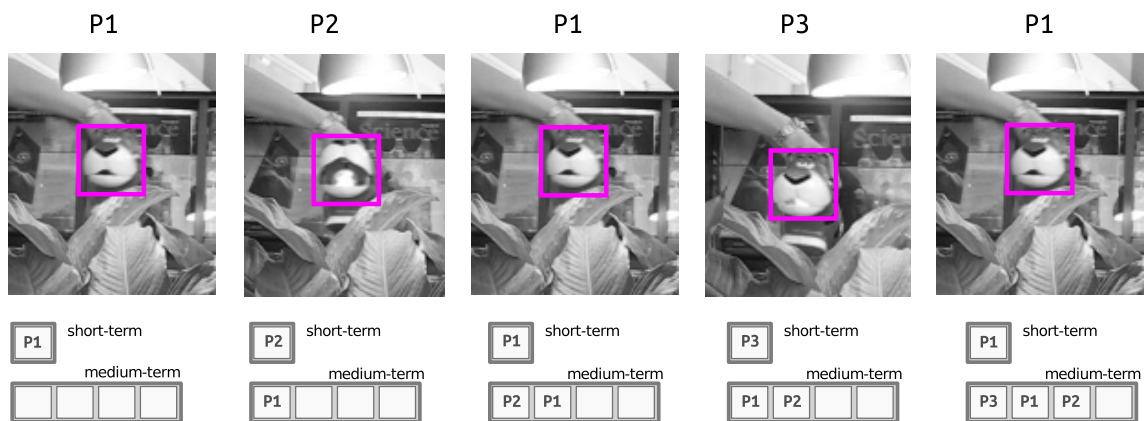 P1
P2
P1
P3
P1
Science
P1 short-term
medium-term
P2 short-term
medium-term
P1
P1 short-term
medium-term
P2 P1
P3 short-term
medium-term
P1 P2
P1 short-term
medium-term
P3 P1 P2